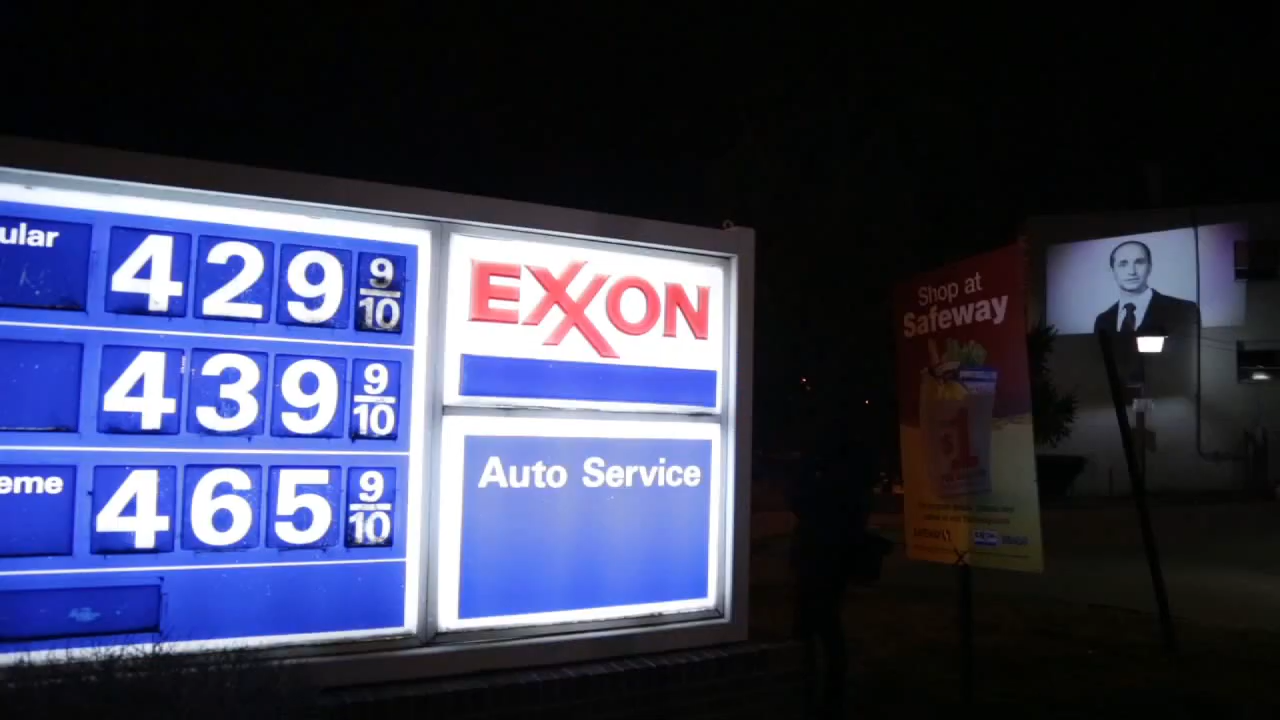 ular 4 2 9 9/10
4 3 9 9/10
eme 4 6 5 9/10
EXXON
Auto Service
Shop at
Safeway
$1